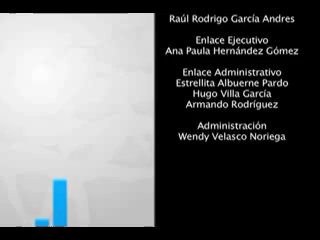 Raúl Rodrigo García Andres
Enlace Ejecutivo
Ana Paula Hernández Gómez
Enlace Administrativo
Estrellita Albuerne Pardo
Hugo Villa García
Armando Rodríguez
Administración
Wendy Velasco Noriega